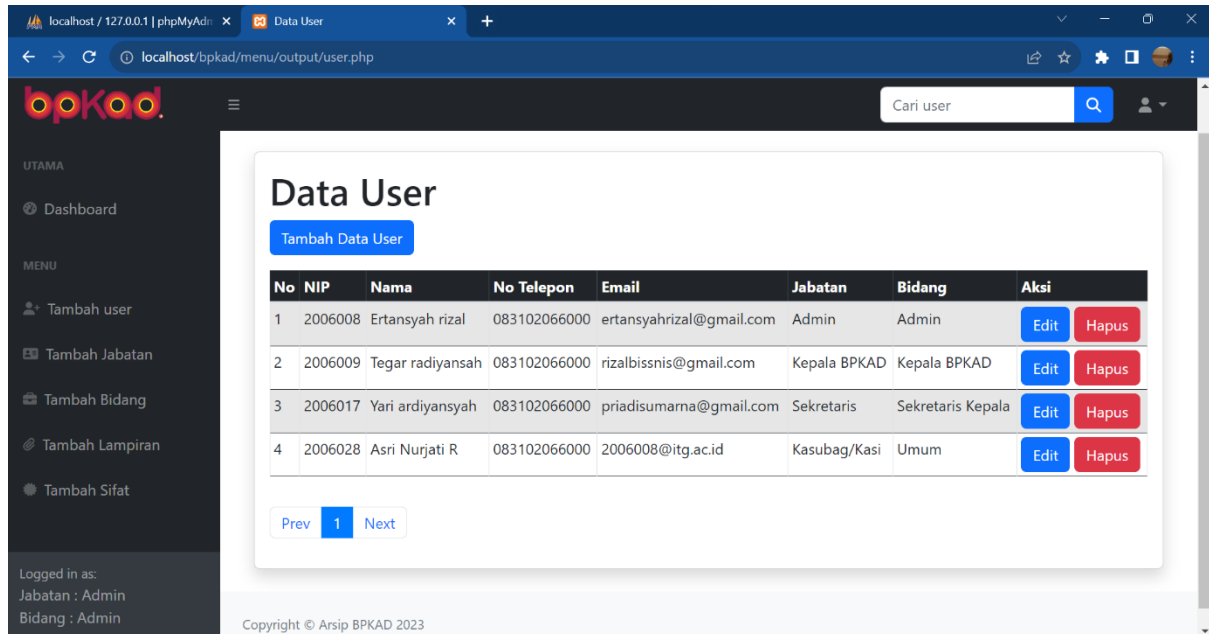 localhost / 127.0.0.1 | phpMyAdn
Data User
localhost/bpkad/menu/output/user.php
bpkad.
Cari user
UTAMA
Dashboard
MENU
Tambah user
Tambah Jabatan
Tambah Bidang
Tambah Lampiran
Tambah Sifat
Logged in as:
Jabatan : Admin
Bidang : Admin
Data User
Tambah Data User
No NIP Nama No Telepon Email Jabatan Bidang Aksi
1 2006008 Ertansyah rizal 083102066000 ertansyahrizal@gmail.com Admin Admin Edit Hapus
2 2006009 Tegar radiyansah 083102066000 rizalbissnis@gmail.com Kepala BPKAD Kepala BPKAD Edit Hapus
3 2006017 Yari ardiyansyah 083102066000 priadisumarna@gmail.com Sekretaris Sekretaris Kepala Edit Hapus
4 2006028 Asri Nurjati R 083102066000 2006008@itg.ac.id Kasubag/Kasi Umum Edit Hapus
Prev 1 Next
Copyright © Arsip BPKAD 2023